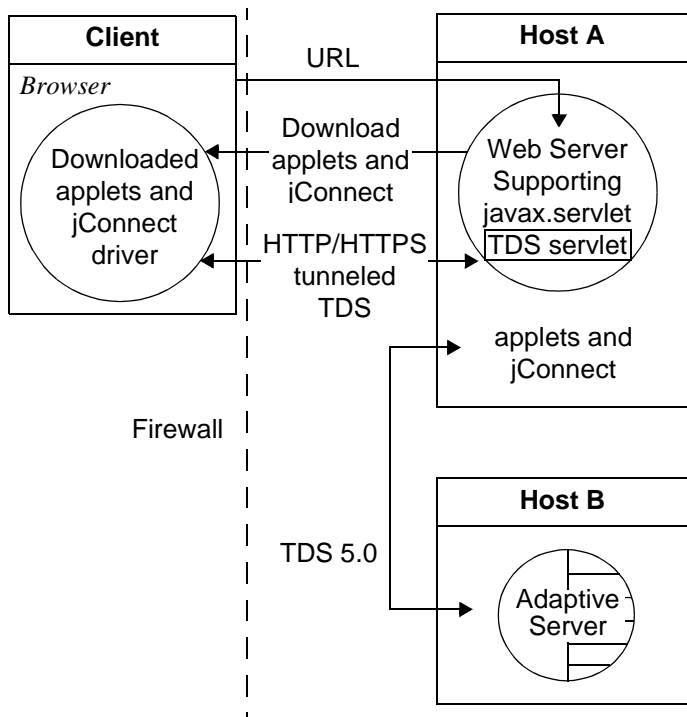 Client
Host A
URL
Browser
Download
applets and
jConnect
Downloaded
applets and
jConnect
driver
Web Server
Supporting
javax.servlet
TDS servlet
HTTP/HTTPS
tunneled
TDS
applets and
jConnect
Firewall
Host B
TDS 5.0
Adaptive
Server